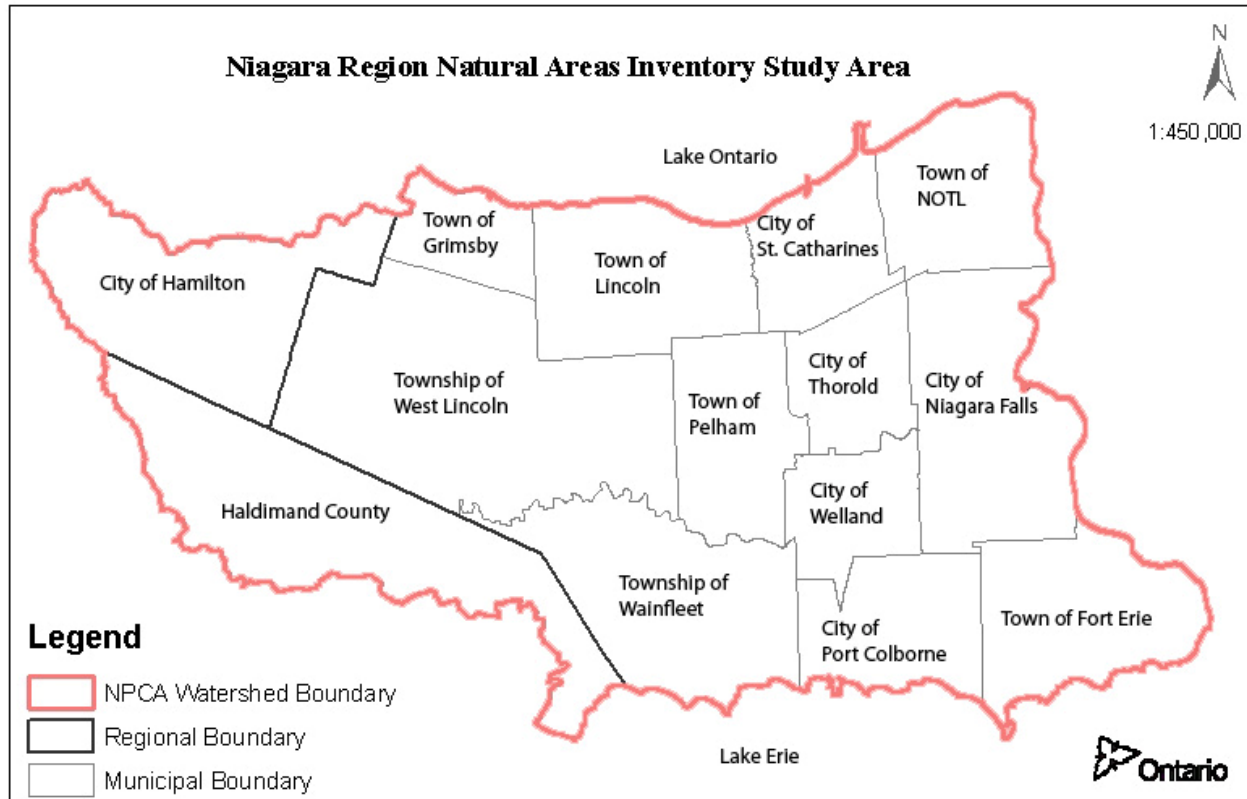 Niagara Region Natural Areas Inventory Study Area
N
1:450,000
Lake Ontario
Town of
NOTL
Town of
Grimsby
City of
St. Catharines
Town of
Lincoln
City of Hamilton
Township of
West Lincoln
Town of
Pelham
City of
Thorold
City of
Niagara Falls
Haldimand County
City of
Welland
Township of
Wainfleet
City of
Port Colborne
Town of Fort Erie
Lake Erie
Legend
NPCA Watershed Boundary
Regional Boundary
Municipal Boundary
Ontario